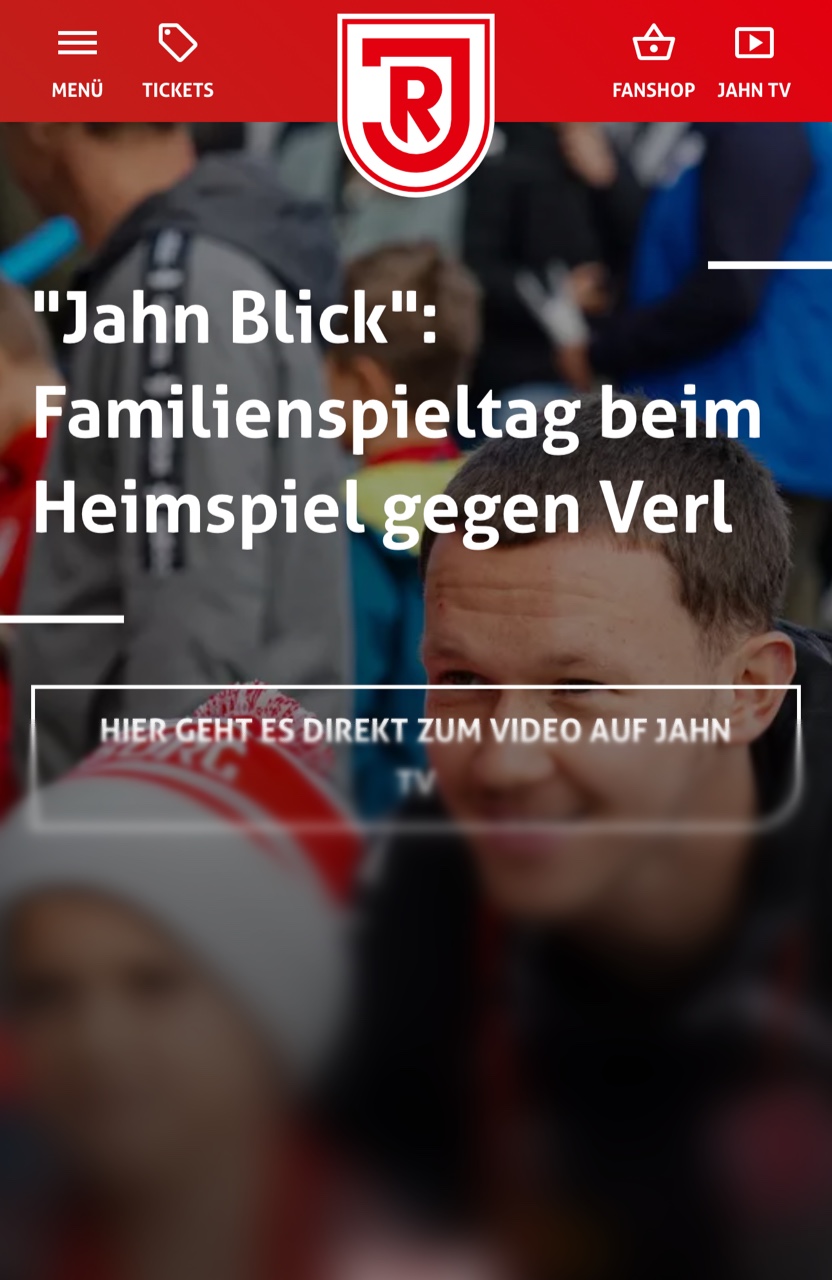 MENÜ
TICKETS
JR
FANSHOP
JAHN TV
"Jahn Blick":
Familienspieltag beim
Heimspiel gegen Verl
HIER GEHT ES DIREKT ZUM VIDEO AUF JAHN
TV